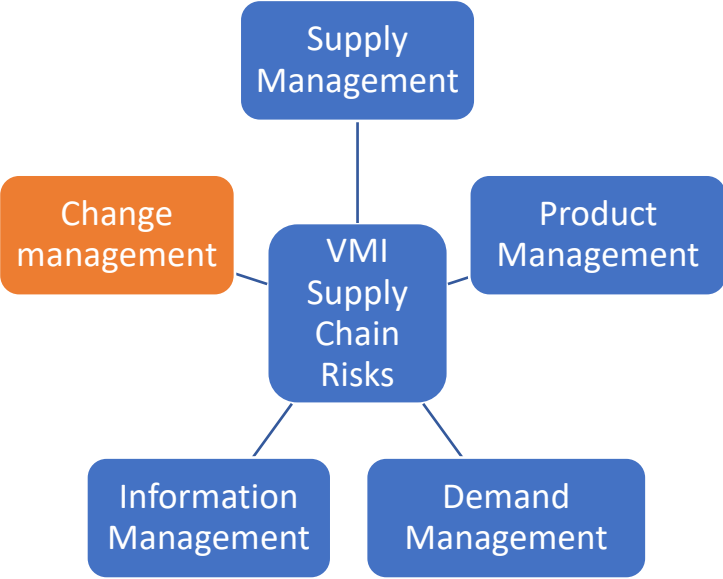 Supply
Management
Change
management
Product
Management
VMI
Supply
Chain
Risks
Information
Management
Demand
Management